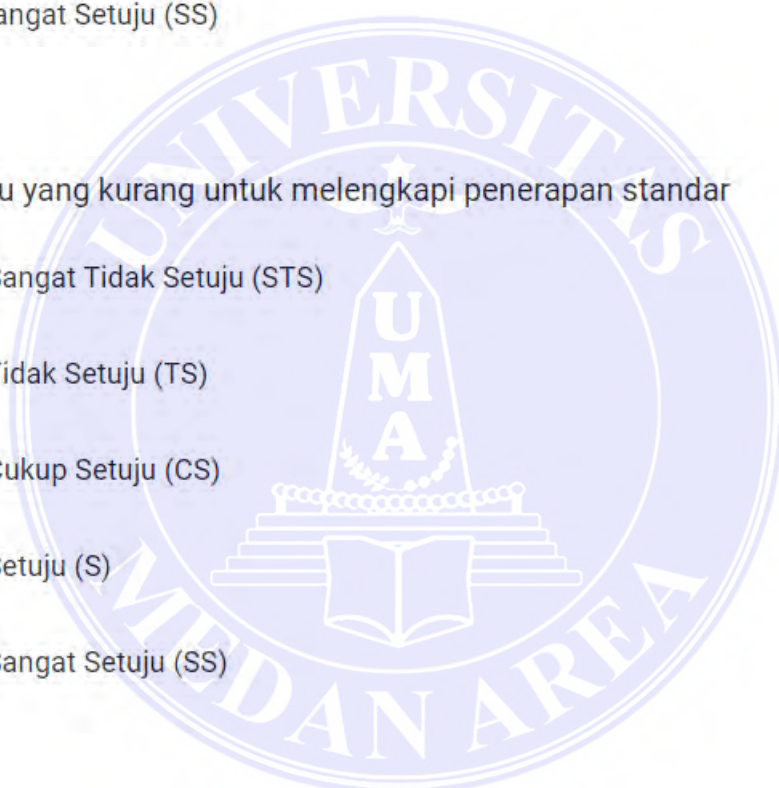 angat Setuju (SS)
u yang kurang untuk melengkapi penerapan standar
Sangat Tidak Setuju (STS)
Tidak Setuju (TS)
Cukup Setuju (CS)
Setuju (S)
Sangat Setuju (SS)
UNIVERSITAS
U
M
A
MEDAN AREA